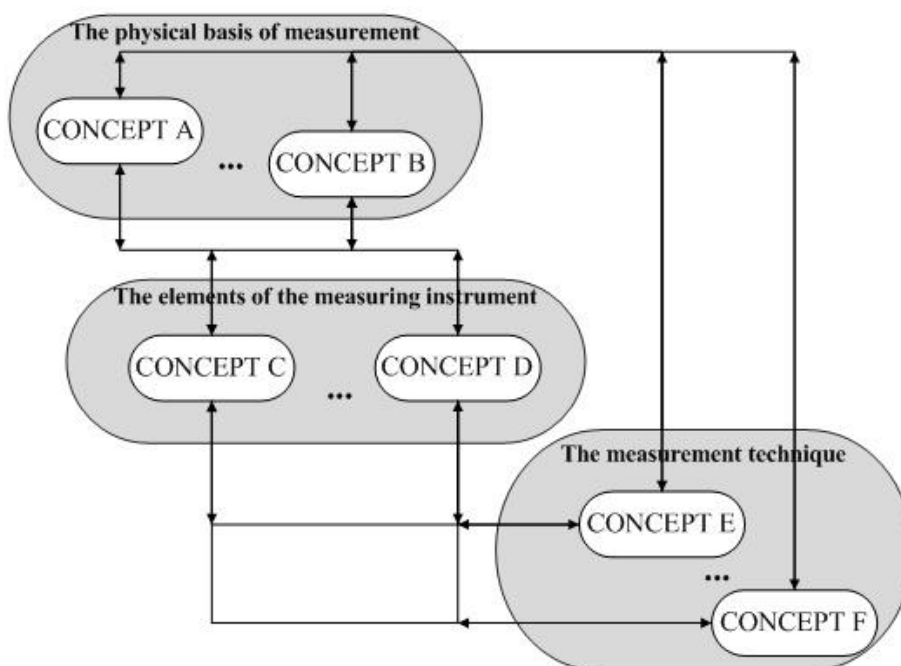 The physical basis of measurement
CONCEPT A
...
CONCEPT B
The elements of the measuring instrument
CONCEPT C
...
CONCEPT D
The measurement technique
CONCEPT E
...
CONCEPT F